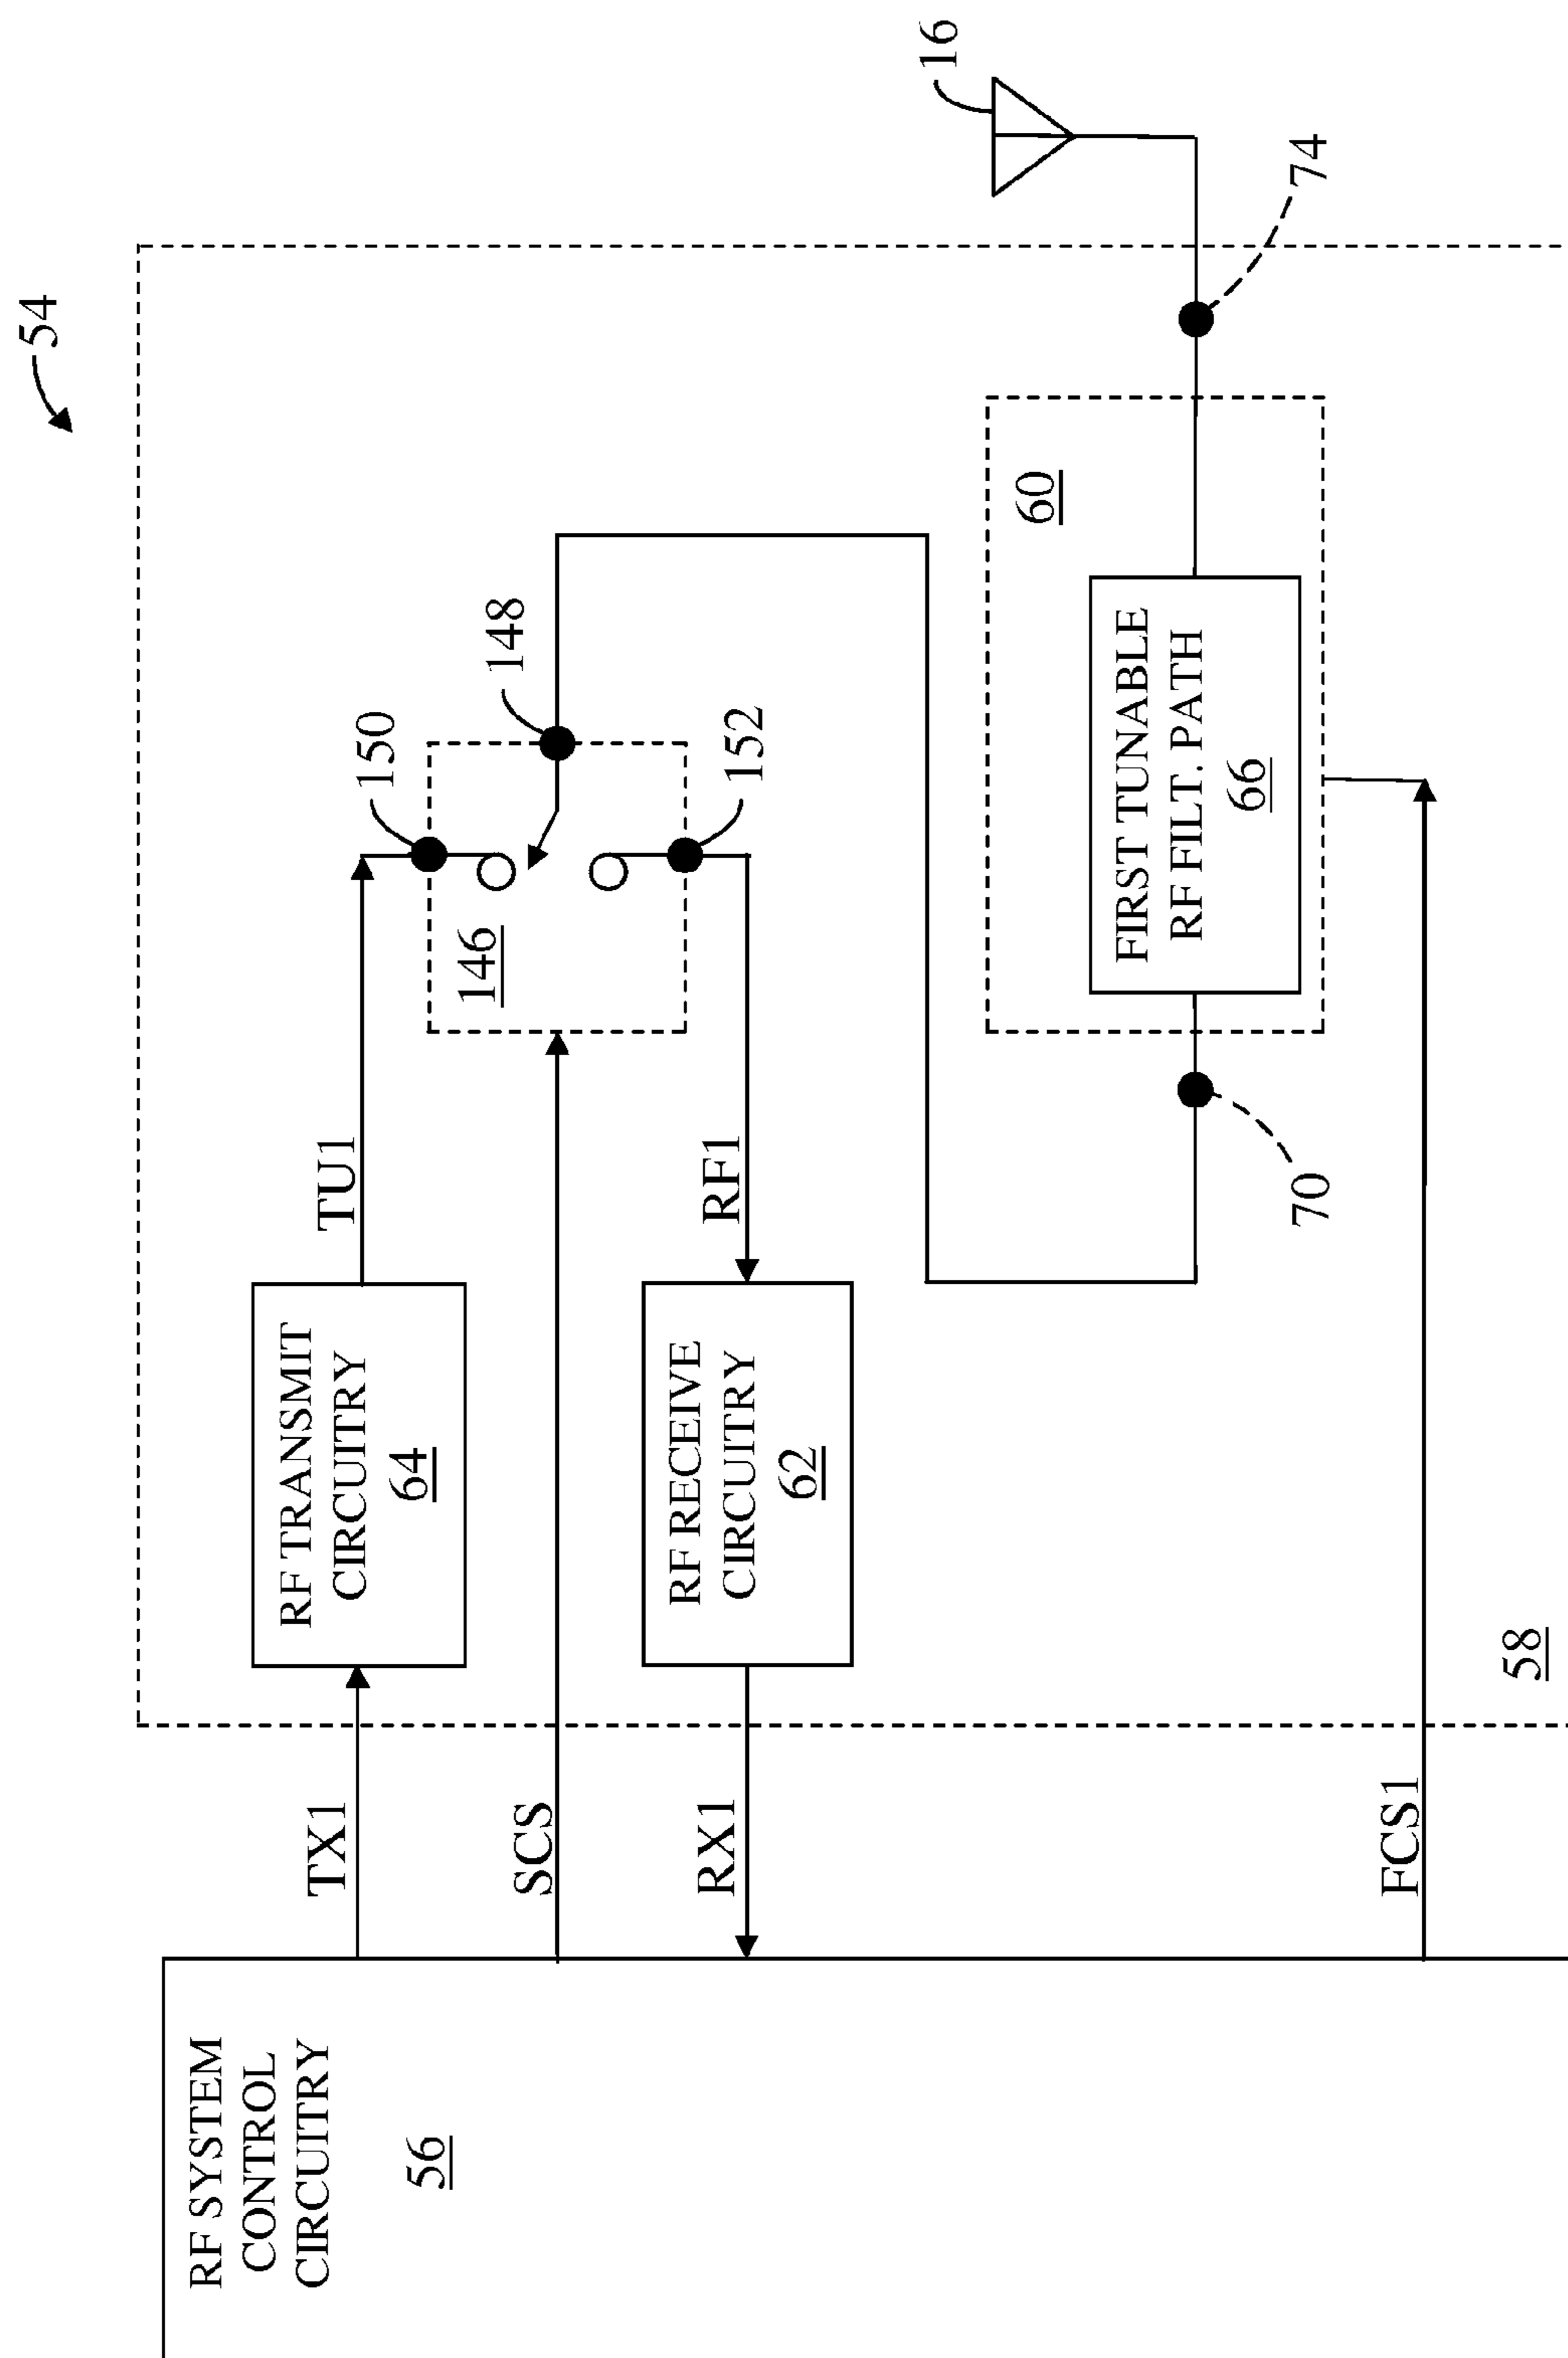 54
RF SYSTEM
CONTROL
CIRCUITRY
56
TX1
RF TRANSMIT
CIRCUITRY
64
TU1
150
146
148
SCS
152
RX1
RF RECEIVE
CIRCUITRY
62
RF1
16
60
FIRST TUNABLE
RF FILT. PATH
66
70
74
FCS1
58